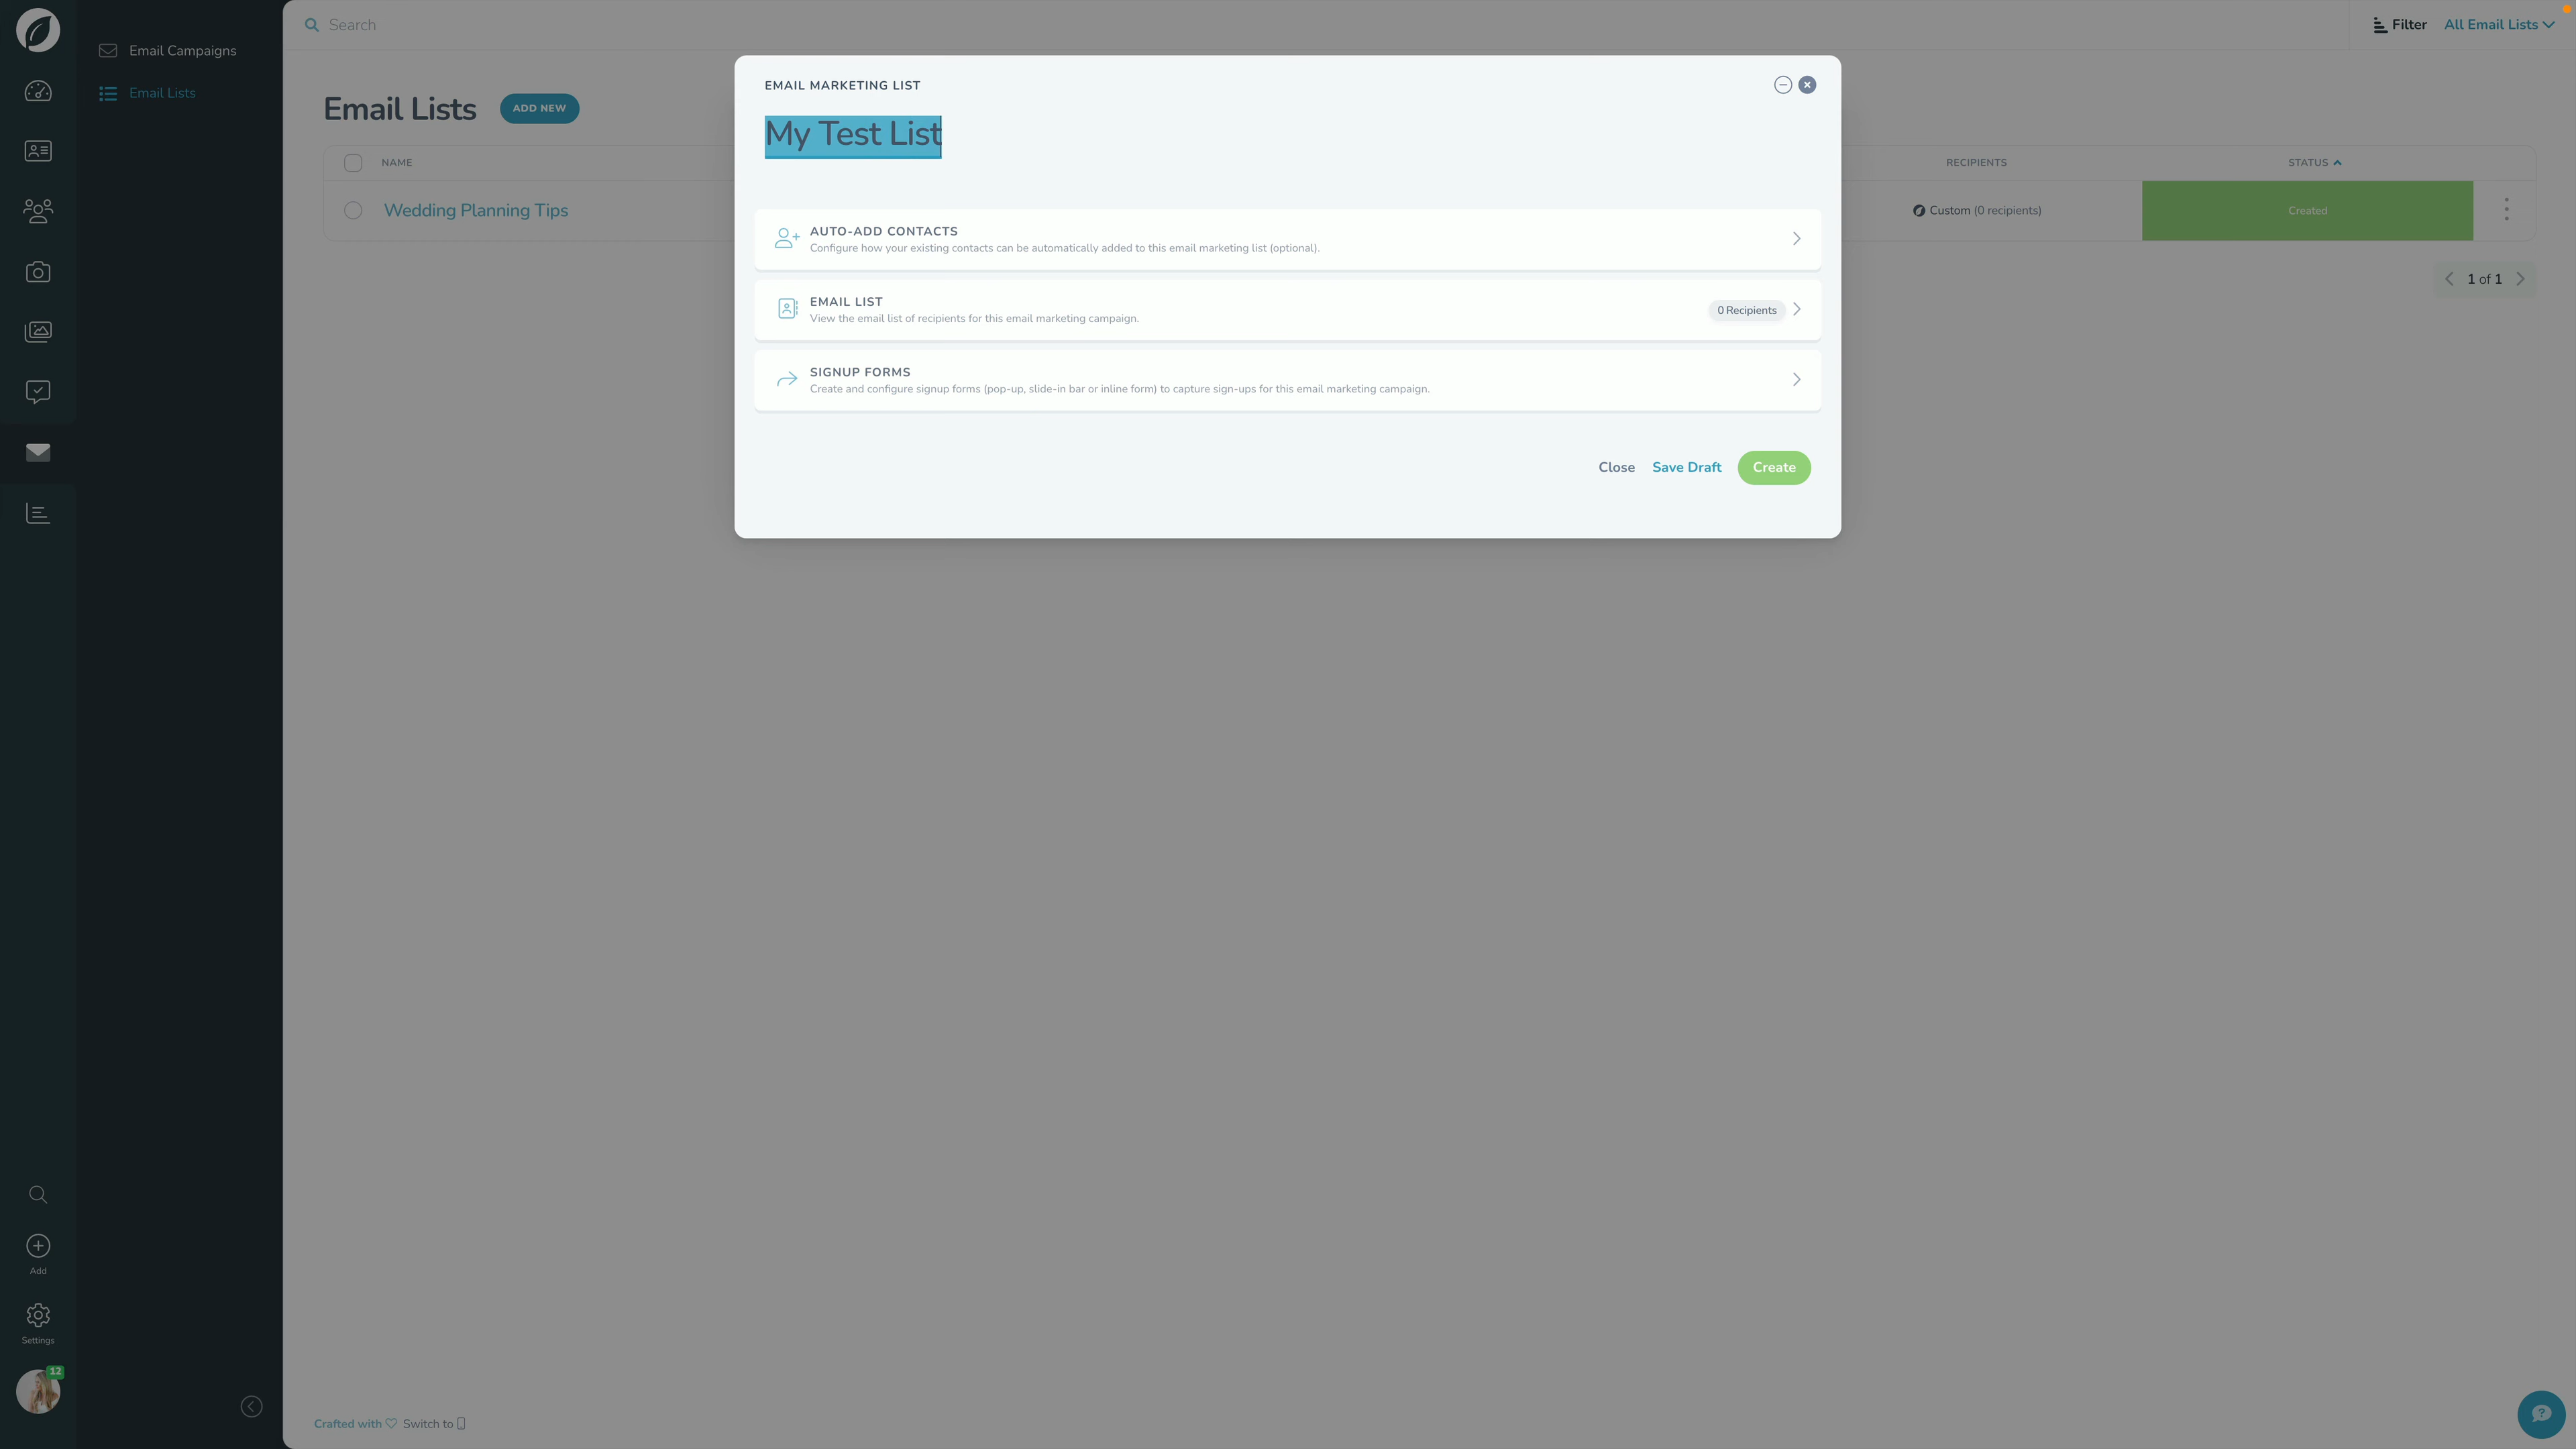 Email Campaigns
Email Lists
Search
Filter
All Email Lists
Email Lists
ADD NEW
NAME
RECIPIENTS
STATUS
Wedding Planning Tips
Custom (0 recipients)
Created
1 of 1
EMAIL MARKETING LIST
My Test List
AUTO-ADD CONTACTS
Configure how your existing contacts can be automatically added to this email marketing list (optional).
EMAIL LIST
View the email list of recipients for this email marketing campaign.
0 Recipients
SIGNUP FORMS
Create and configure signup forms (pop-up, slide-in bar or inline form) to capture sign-ups for this email marketing campaign.
Close
Save Draft
Create
Add
Settings
12
Crafted with
Switch to